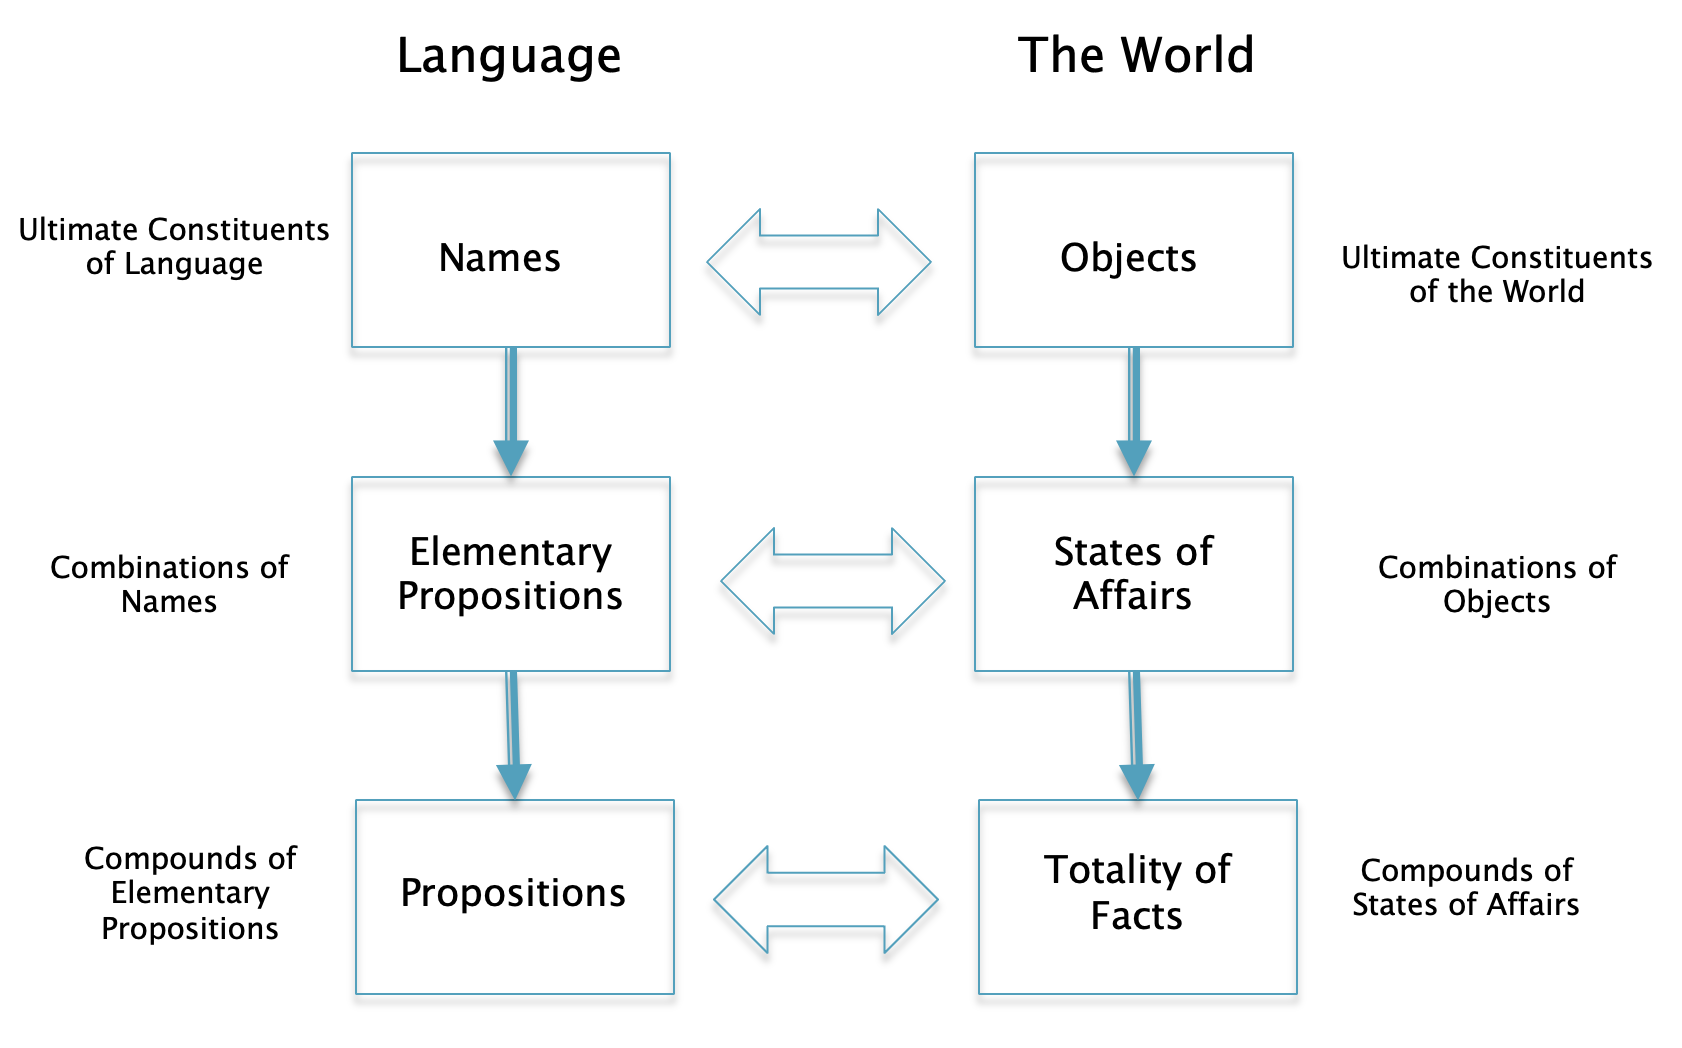 Language
The World
Ultimate Constituents
of Language
Names
Objects
Ultimate Constituents
of the World
Combinations of
Names
Elementary
Propositions
States of
Affairs
Combinations of
Objects
Compounds of
Elementary
Propositions
Propositions
Totality of
Facts
Compounds of
States of Affairs